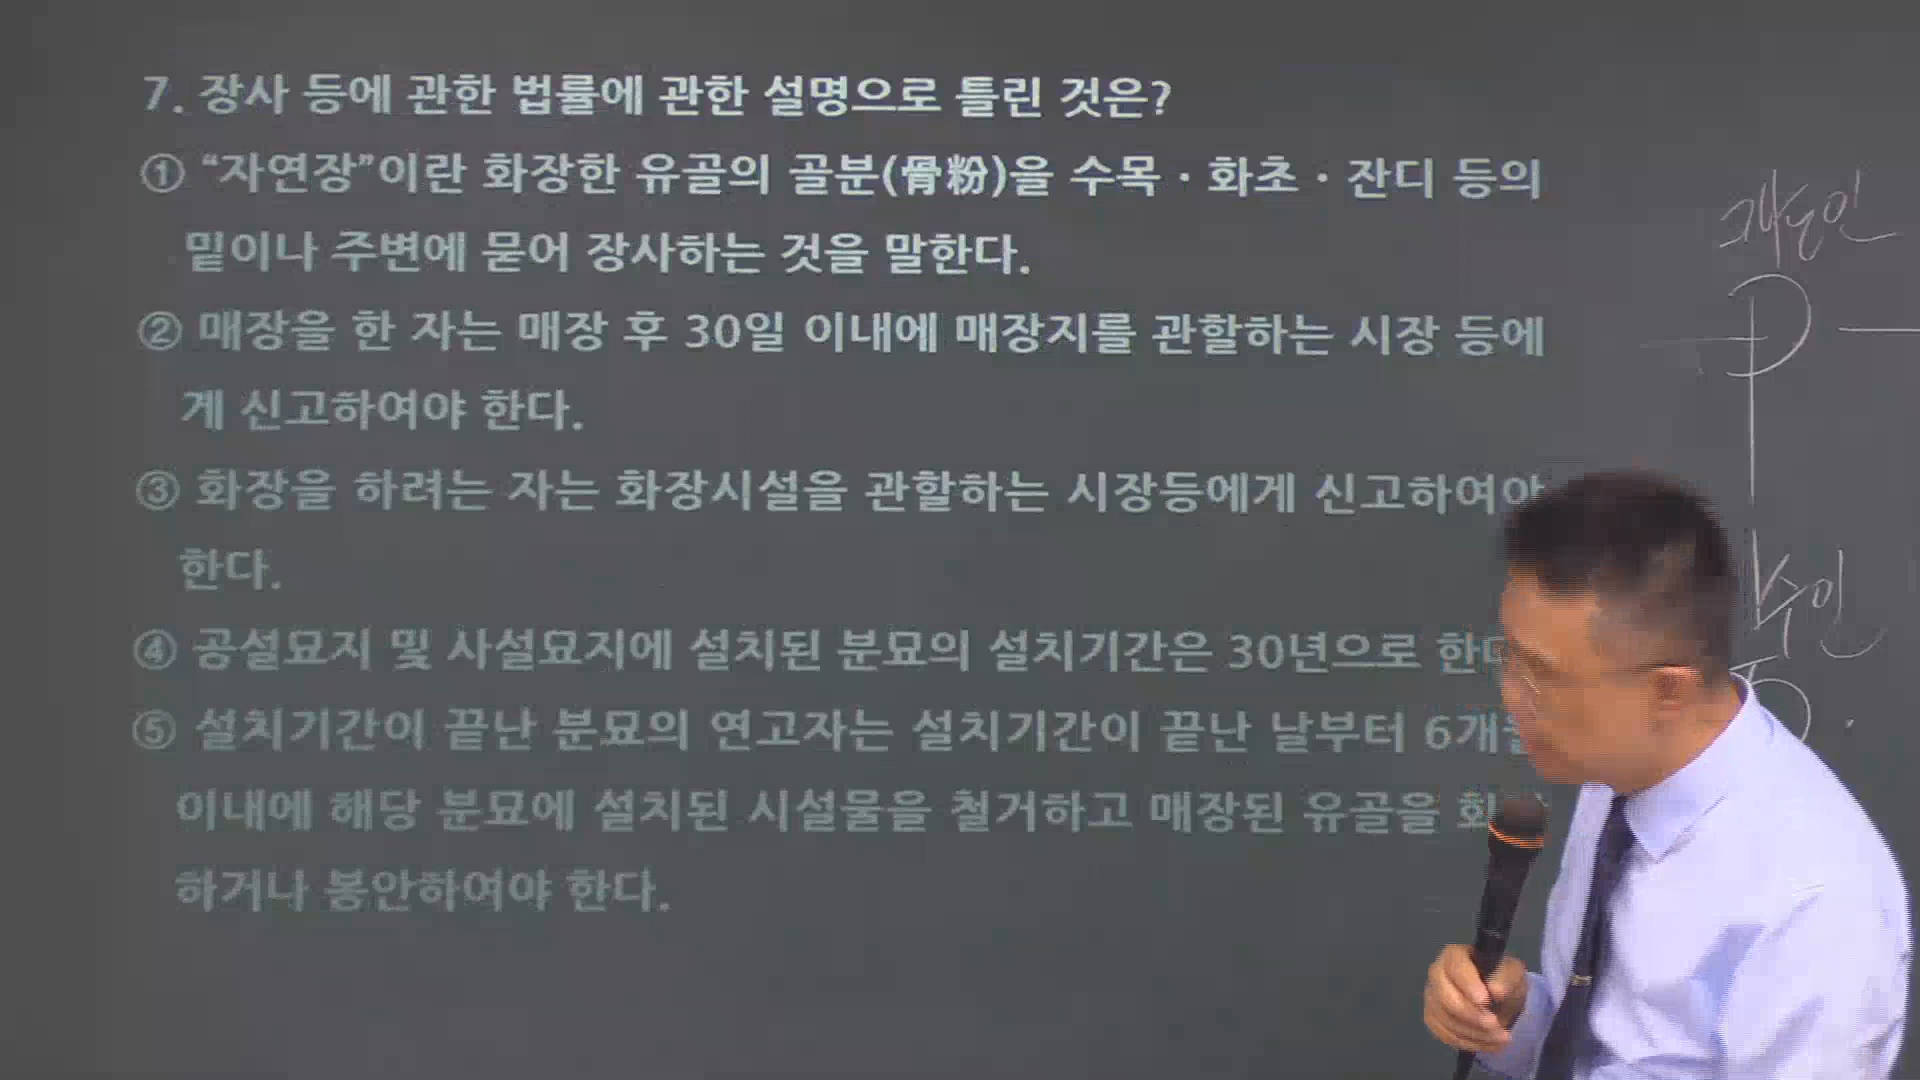 7. 장사 등에 관한 법률에 관한 설명으로 틀린 것은?
① “자연장”이란 화장한 유골의 골분(骨粉)을 수목 · 화초 · 잔디 등의
밑이나 주변에 묻어 장사하는 것을 말한다.
② 매장을 한 자는 매장 후 30일 이내에 매장지를 관할하는 시장 등에
게 신고하여야 한다.
③ 화장을 하려는 자는 화장시설을 관할하는 시장등에게 신고하여야
한다.
④ 공설묘지 및 사설묘지에 설치된 분묘의 설치기간은 30년으로 한다
⑤ 설치기간이 끝난 분묘의 연고자는 설치기간이 끝난 날부터 6개월
이내에 해당 분묘에 설치된 시설물을 철거하고 매장된 유골을
하거나 봉안하여야 한다.
P
수인